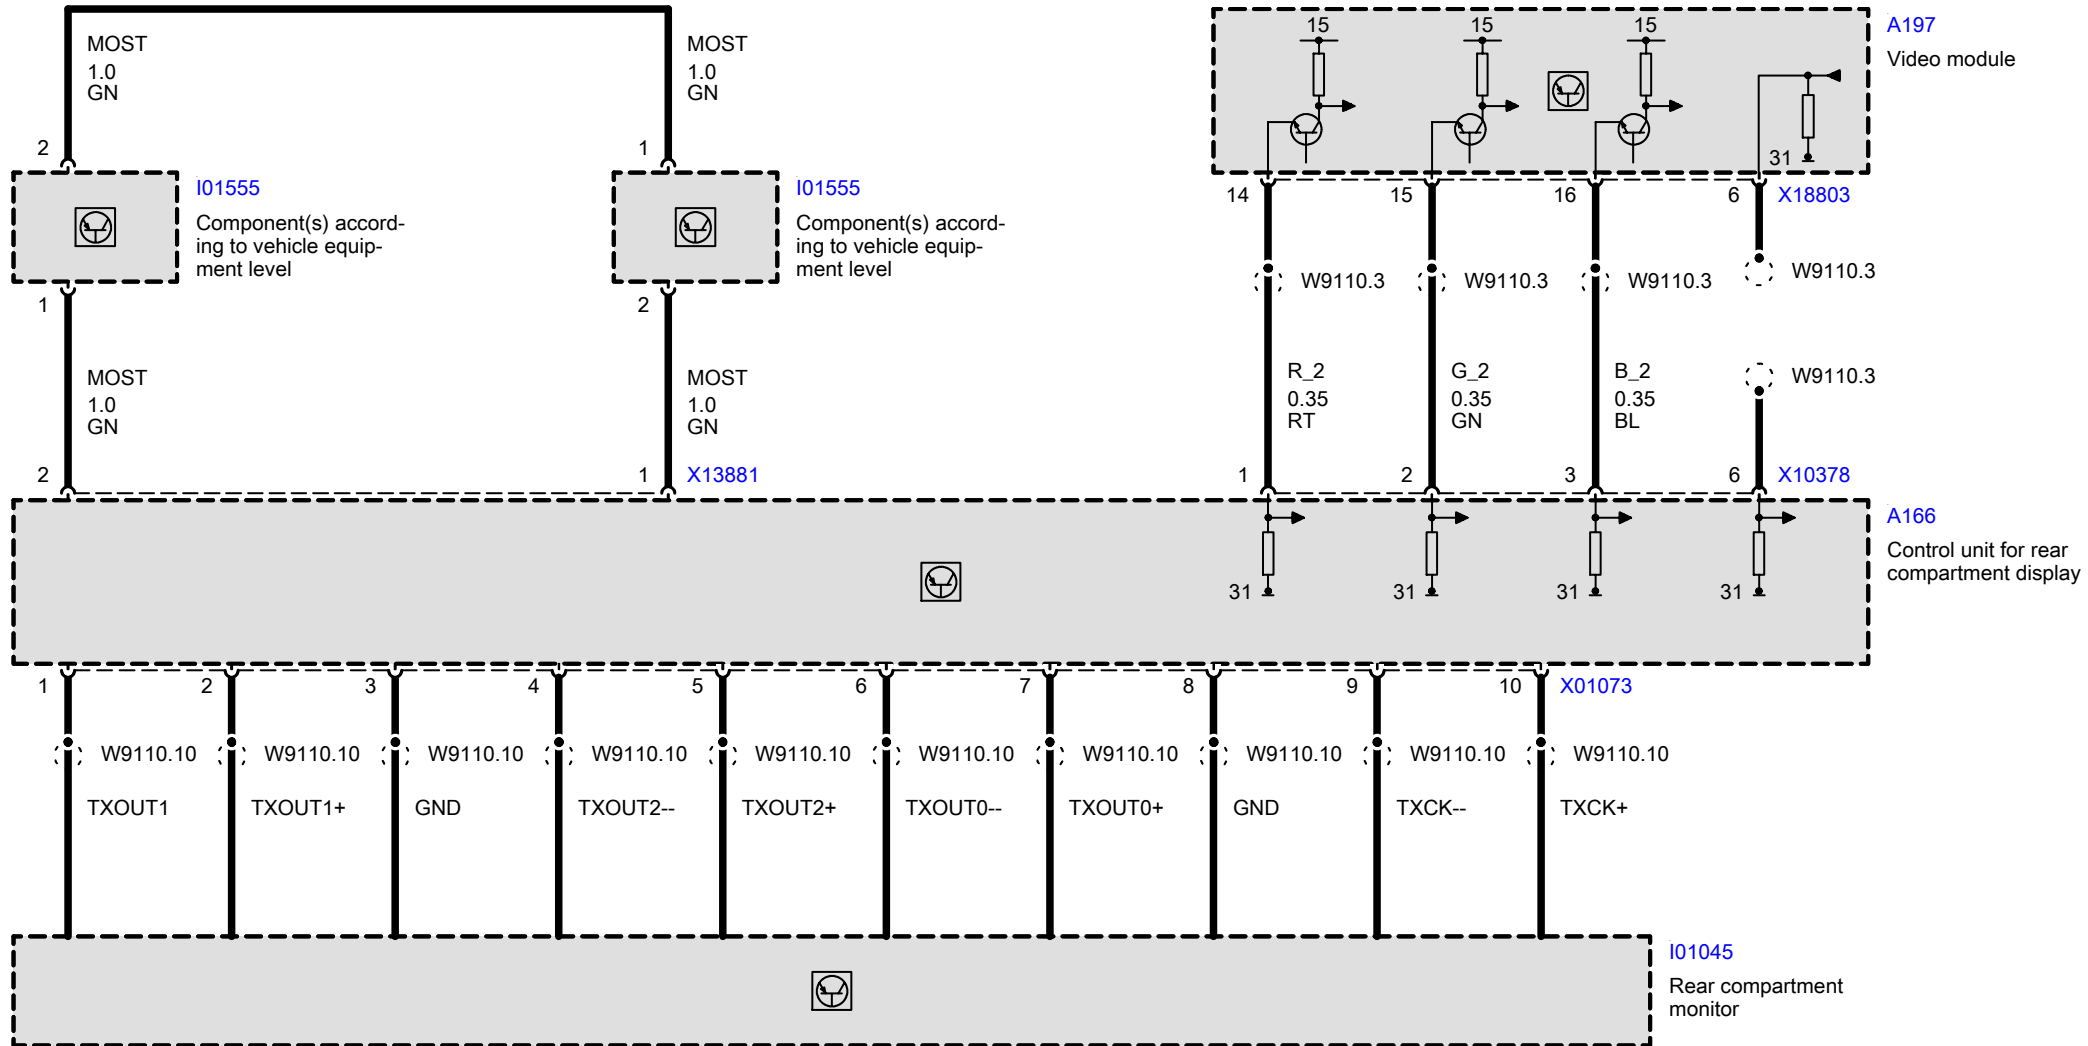 MOST
1.0
GN
MOST
1.0
GN
15
15
15
31
A197
Video module
2
1
I01555
Component(s) accord-
ing to vehicle equip-
ment level
I01555
Component(s) accord-
ing to vehicle equip-
ment level
14
15
16
6
X18803
1
2
W9110.3
W9110.3
W9110.3
W9110.3
MOST
1.0
GN
MOST
1.0
GN
R_2
0.35
RT
G_2
0.35
GN
B_2
0.35
BL
W9110.3
2
1
X13881
1
2
3
6
X10378
A166
Control unit for rear
compartment display
31
31
31
31
1
2
3
4
5
6
7
8
9
10
X01073
W9110.10
W9110.10
W9110.10
W9110.10
W9110.10
W9110.10
W9110.10
W9110.10
W9110.10
W9110.10
TXOUT1
TXOUT1+
GND
TXOUT2--
TXOUT2+
TXOUT0--
TXOUT0+
GND
TXCK--
TXCK+
I01045
Rear compartment
monitor